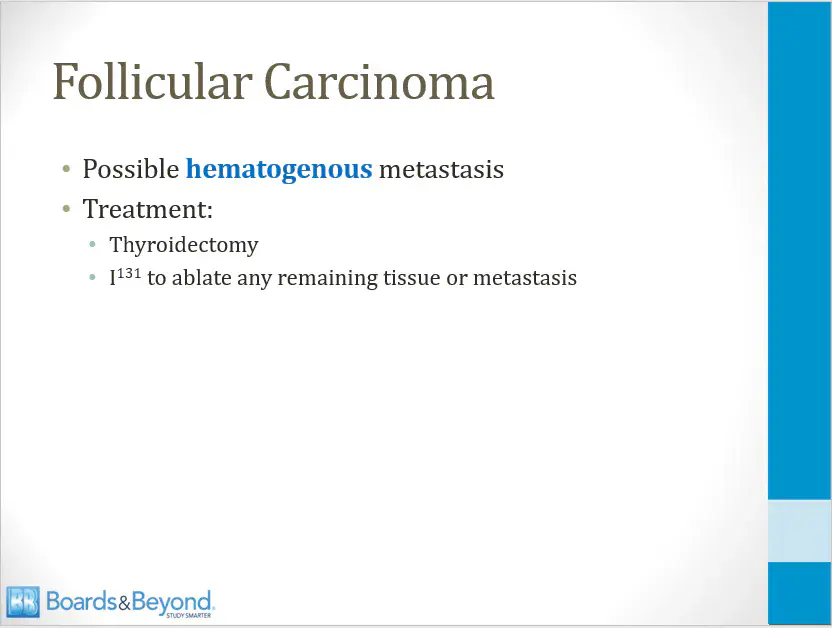 Follicular Carcinoma
• Possible hematogenous metastasis
• Treatment:
• Thyroidectomy
• I¹³¹ to ablate any remaining tissue or metastasis
BB Boards&Beyond.
STUDY SMARTER